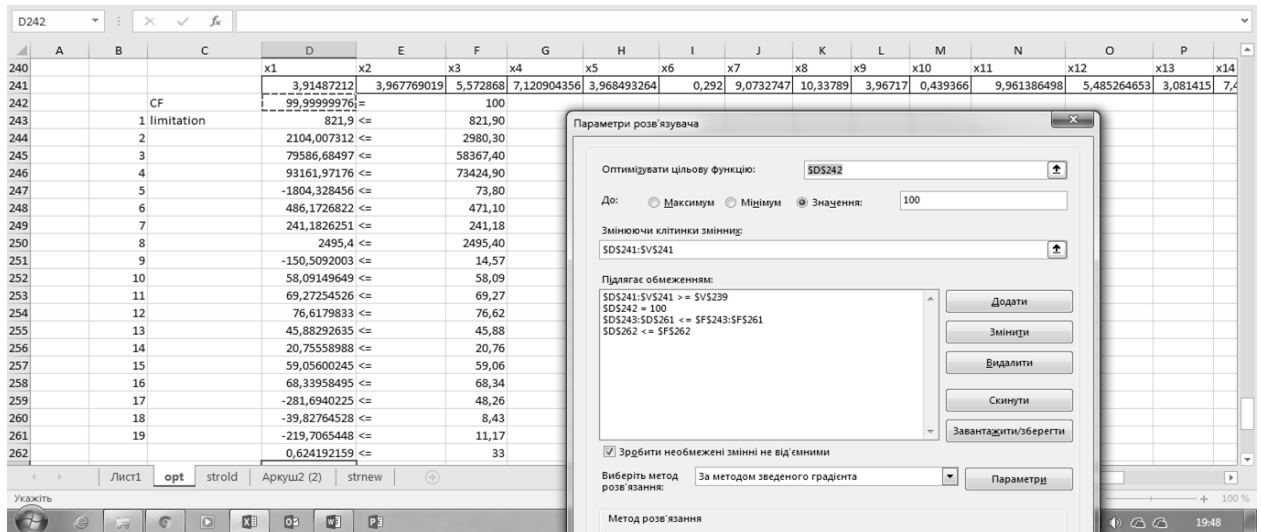 D242
fx
A B C D E F G H I J K L M N O P
240 x1 x2 x3 x4 x5 x6 x7 x8 x9 x10 x11 x12 x13 x14
241 3,91487212 3,967769019 5,572868 7,120904356 3,968493264 0,292 9,0732747 10,33789 3,96717 0,439366 9,961386498 5,485264653 3,081415 7,4
242 CF 99,99999976 = 100
243 1 limitation 821,9 <= 821,90
244 2 2104,007312 <= 2980,30
245 3 79586,68497 <= 58367,40
246 4 93161,97176 <= 73424,90
247 5 -1804,328456 <= 73,80
248 6 486,1726822 <= 471,10
249 7 241,1826251 <= 241,18
250 8 2495,4 <= 2495,40
251 9 -150,5092003 <= 14,57
252 10 58,09149649 <= 58,09
253 11 69,27254526 <= 69,27
254 12 76,6179833 <= 76,62
255 13 45,88292635 <= 45,88
256 14 20,75558988 <= 20,76
257 15 59,05600245 <= 59,06
258 16 68,33958495 <= 68,34
259 17 -281,6940225 <= 48,26
260 18 -39,82764528 <= 8,43
261 19 -219,7065448 <= 11,17
262 0,624192159 <= 33
Параметри розв'язувача
Оптимізувати цільову функцію: $D$242
До: Максимум Мінімум Значення: 100
Змінюючи клітинки змінних:
$D$241:$V$241
Підлягає обмеженням:
$D$241:$V$241 >= $V$239
$D$242 = 100
$D$243:$D$261 <= $F$243:$F$261
$D$262 <= $F$262
Додати
Змінити
Видалити
Скинути
Завантажити/зберегти
Зробити необмежені змінні не від'ємними
Виберіть метод розв'язання:
За методом зведеного градієнта
Параметри
Метод розв'язання
Лист1 opt strold Аркуш2 (2) strnew
Укажіть
100 %
19:48